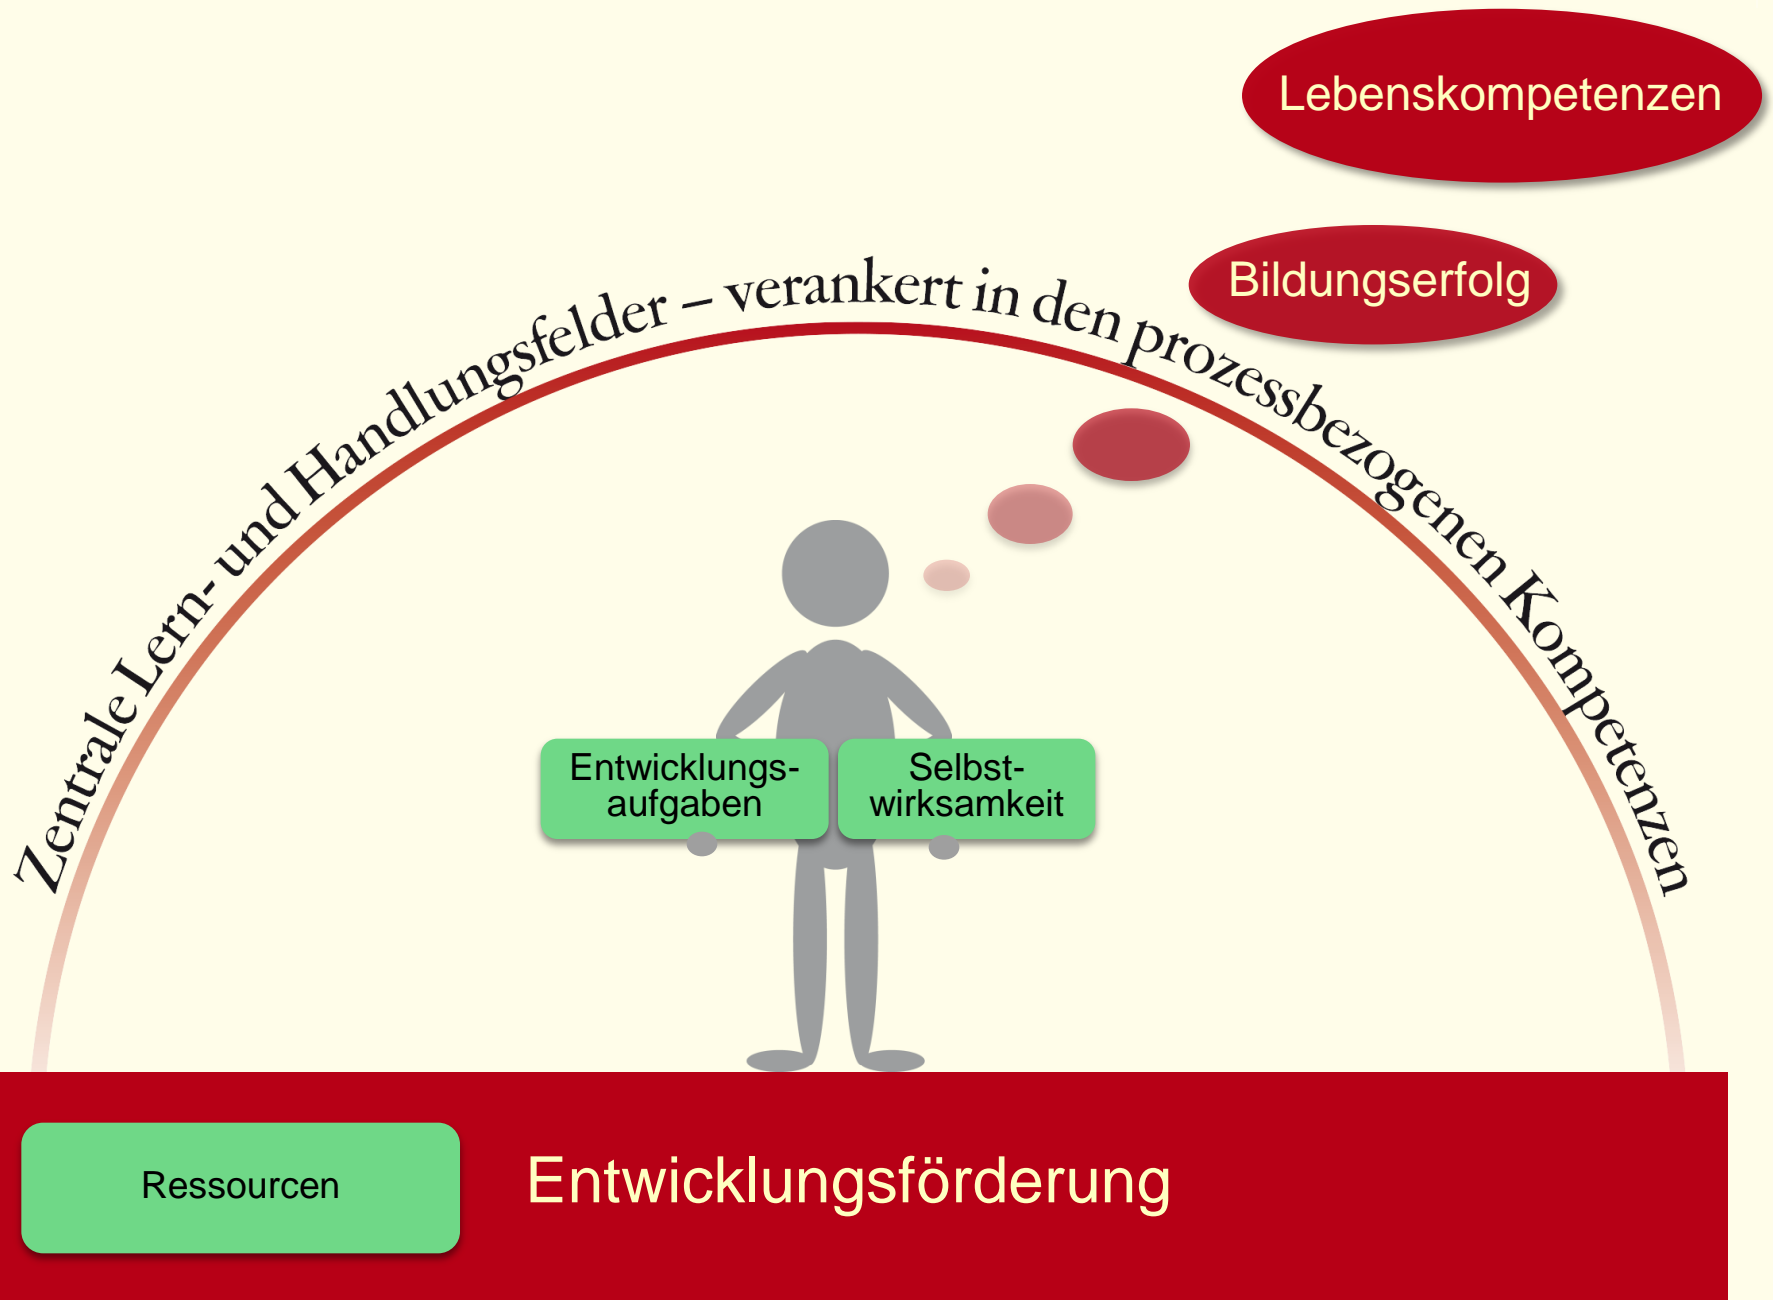 Lebenskompetenzen
Bildungserfolg
Zentrale Lern- und Handlungsfelder – verankert in den prozessbezogenen Kompetenzen
Entwicklungs-
aufgaben
Selbst-
wirksamkeit
Ressourcen
Entwicklungsförderung